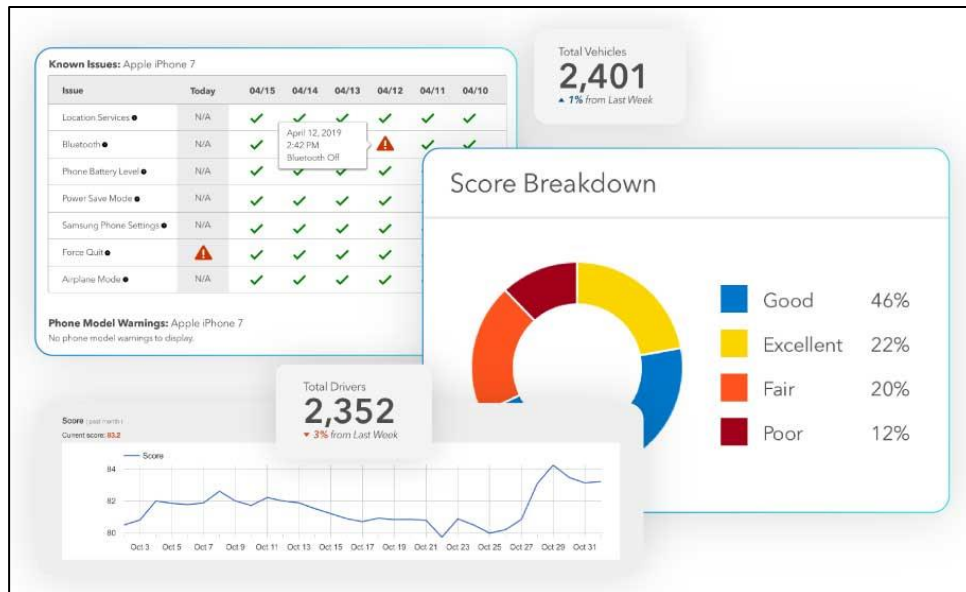 Known Issues: Apple iPhone 7
Issue Today 04/15 04/14 04/13 04/12 04/11 04/10
Location Services N/A
Bluetooth N/A
Phone Battery Level N/A
Power Save Mode N/A
Samsung Phone Settings N/A
Force Quit
Airplane Mode N/A
April 12, 2019
2:42 PM
Bluetooth Off
Phone Model Warnings: Apple iPhone 7
No phone model warnings to display.
Total Vehicles
2,401
1% from Last Week
Score Breakdown
Good 46%
Excellent 22%
Fair 20%
Poor 12%
Total Drivers
2,352
3% from Last Week
Score (past month)
Current score: 83.2
Score
84
82
80
Oct 3 Oct 5 Oct 7 Oct 9 Oct 11 Oct 13 Oct 15 Oct 17 Oct 19 Oct 21 Oct 23 Oct 25 Oct 27 Oct 29 Oct 31